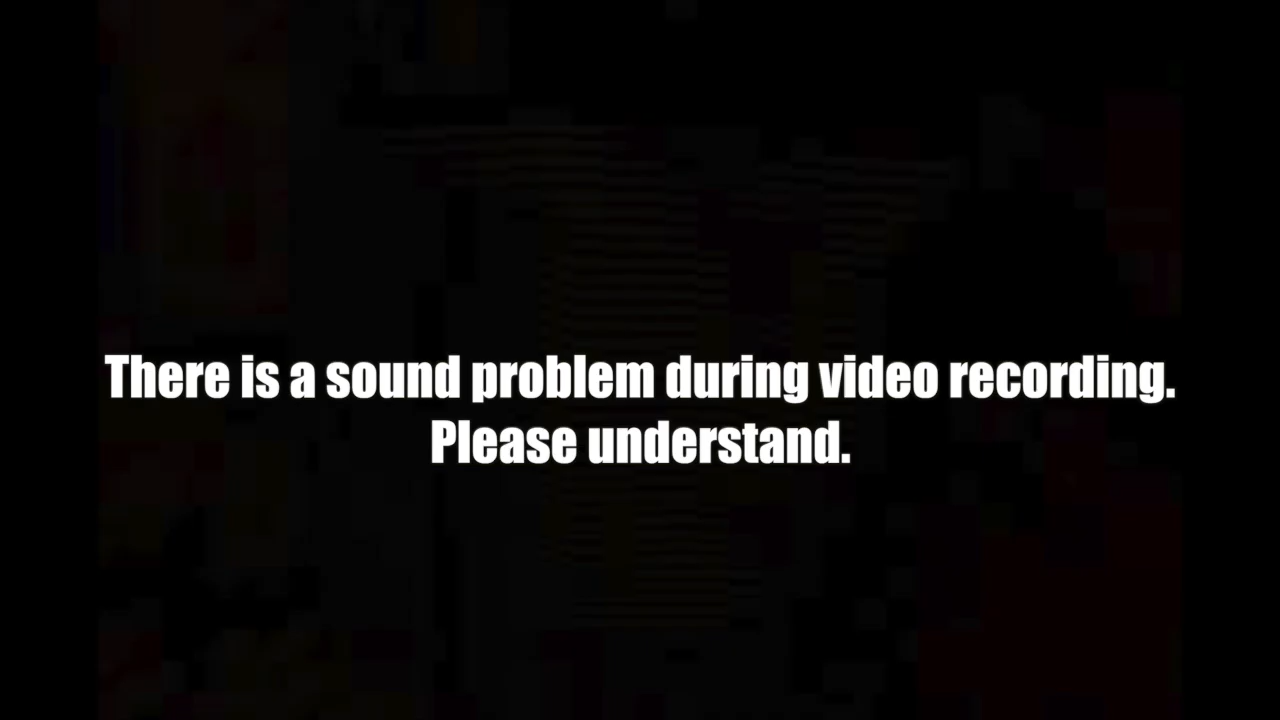 There is a sound problem during video recording.
Please understand.